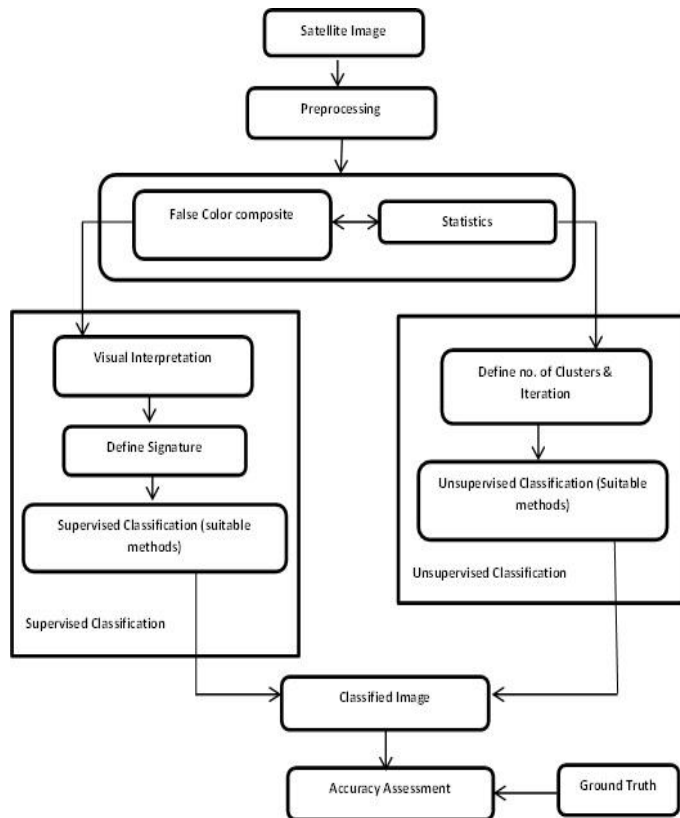 Satellite Image
Preprocessing
False Color composite
Statistics
Visual Interpretation
Define Signature
Supervised Classification (suitable
methods)
Supervised Classification
Define no. of Clusters &
Iteration
Unsupervised Classification (Suitable
methods)
Unsupervised Classification
Classified Image
Accuracy Assessment
Ground Truth